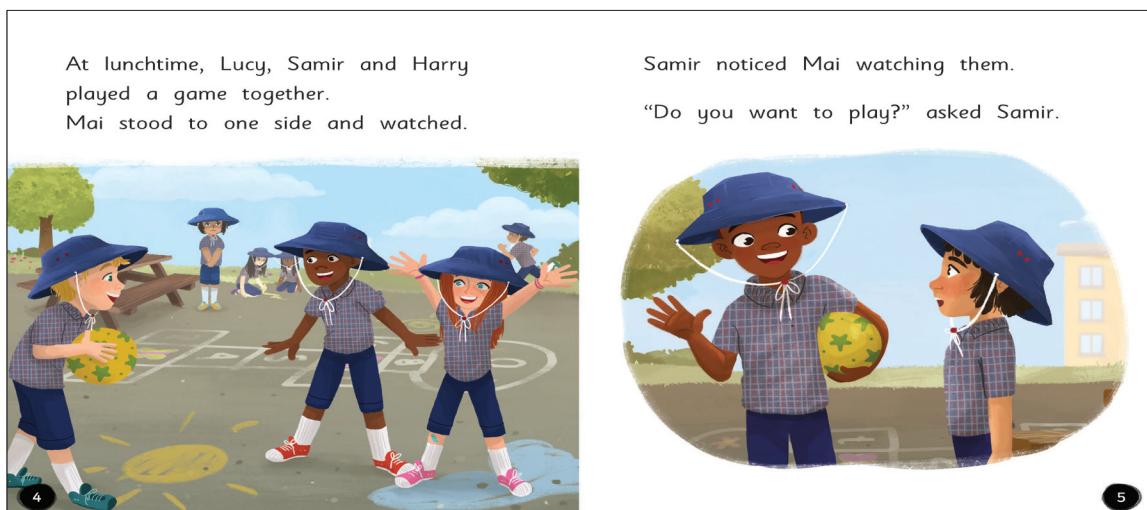 At lunchtime, Lucy, Samir and Harry
played a game together.
Mai stood to one side and watched.
4
Samir noticed Mai watching them.
“Do you want to play?” asked Samir.
5